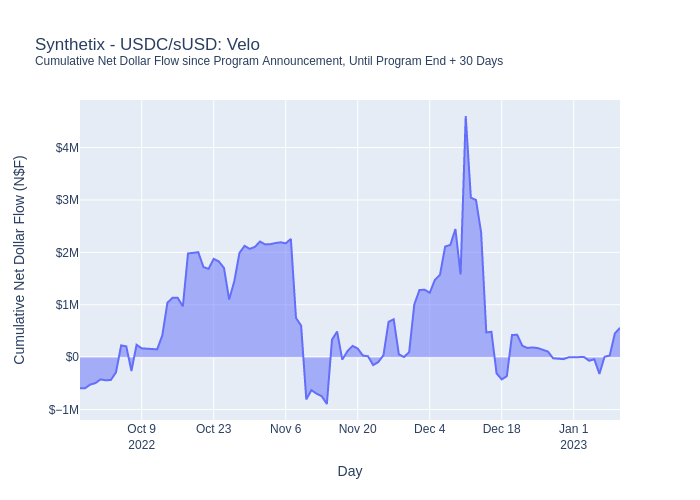 Synthetix - USDC/sUSD: Velo
Cumulative Net Dollar Flow since Program Announcement, Until Program End + 30 Days
Cumulative Net Dollar Flow (N$F)
$4M
$3M
$2M
$1M
$0
$−1M
Oct 9
2022
Oct 23
Nov 6
Nov 20
Dec 4
Dec 18
Jan 1
2023
Day